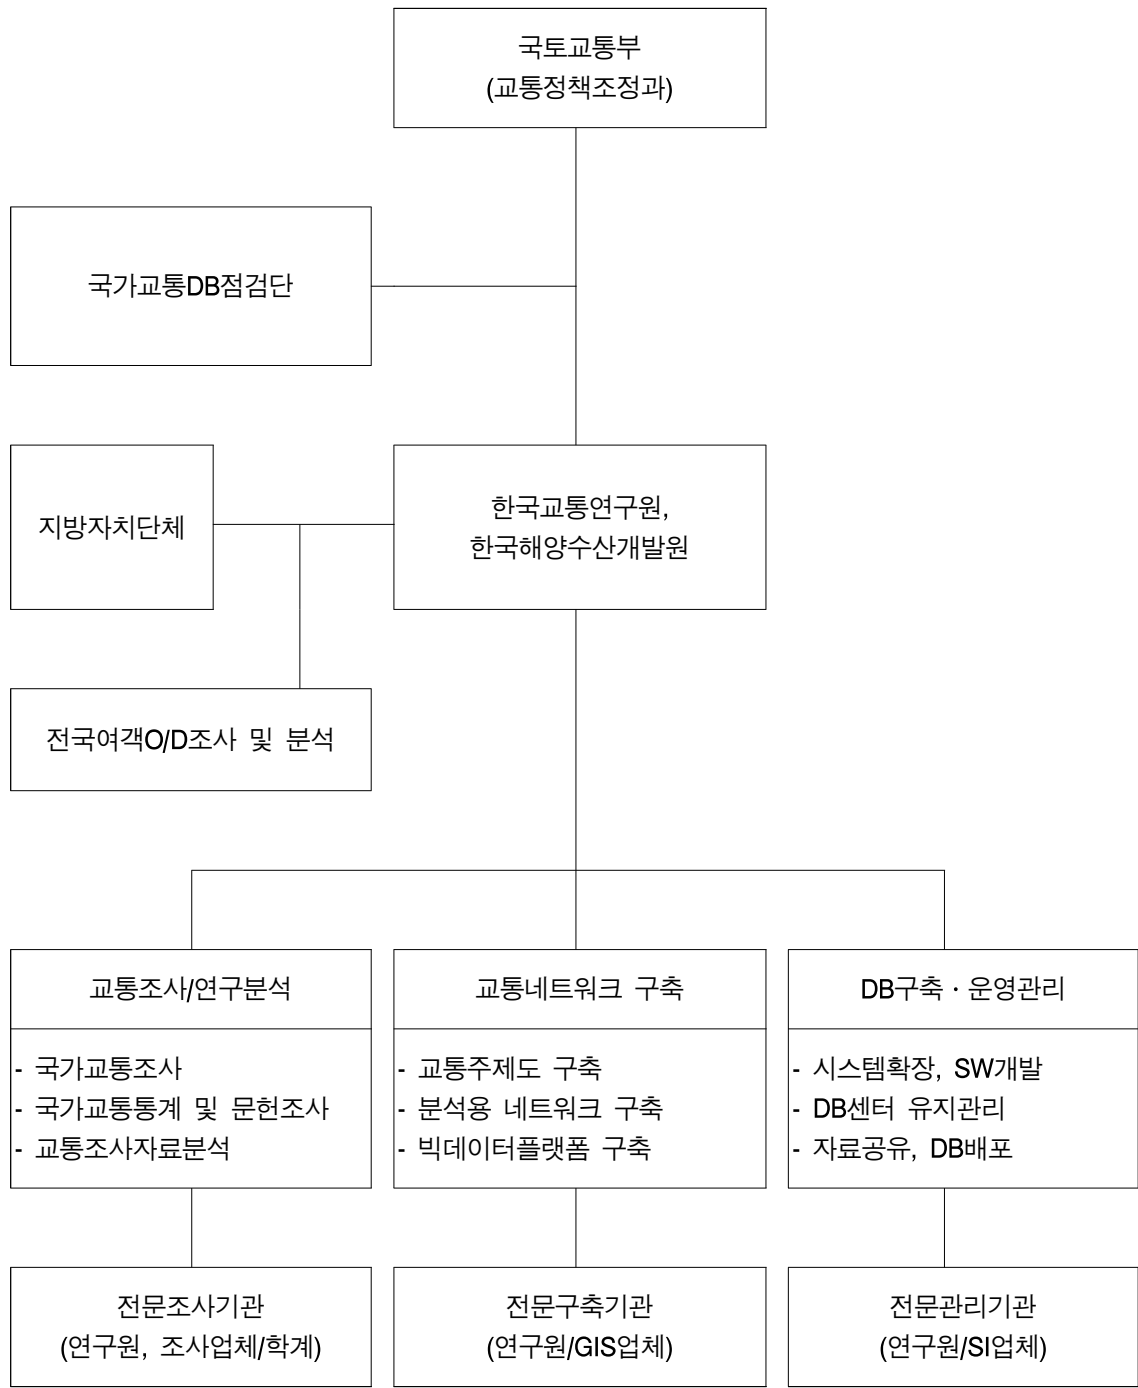 국토교통부
(교통정책조정과)
국가교통DB점검단
지방자치단체
한국교통연구원,
한국해양수산개발원
전국여객O/D조사 및 분석
교통조사/연구분석
- 국가교통조사
- 국가교통통계 및 문헌조사
- 교통조사자료분석
교통네트워크 구축
- 교통주제도 구축
- 분석용 네트워크 구축
- 빅데이터플랫폼 구축
DB구축 · 운영관리
- 시스템확장, SW개발
- DB센터 유지관리
- 자료공유, DB배포
전문조사기관
(연구원, 조사업체/학계)
전문구축기관
(연구원/GIS업체)
전문관리기관
(연구원/SI업체)